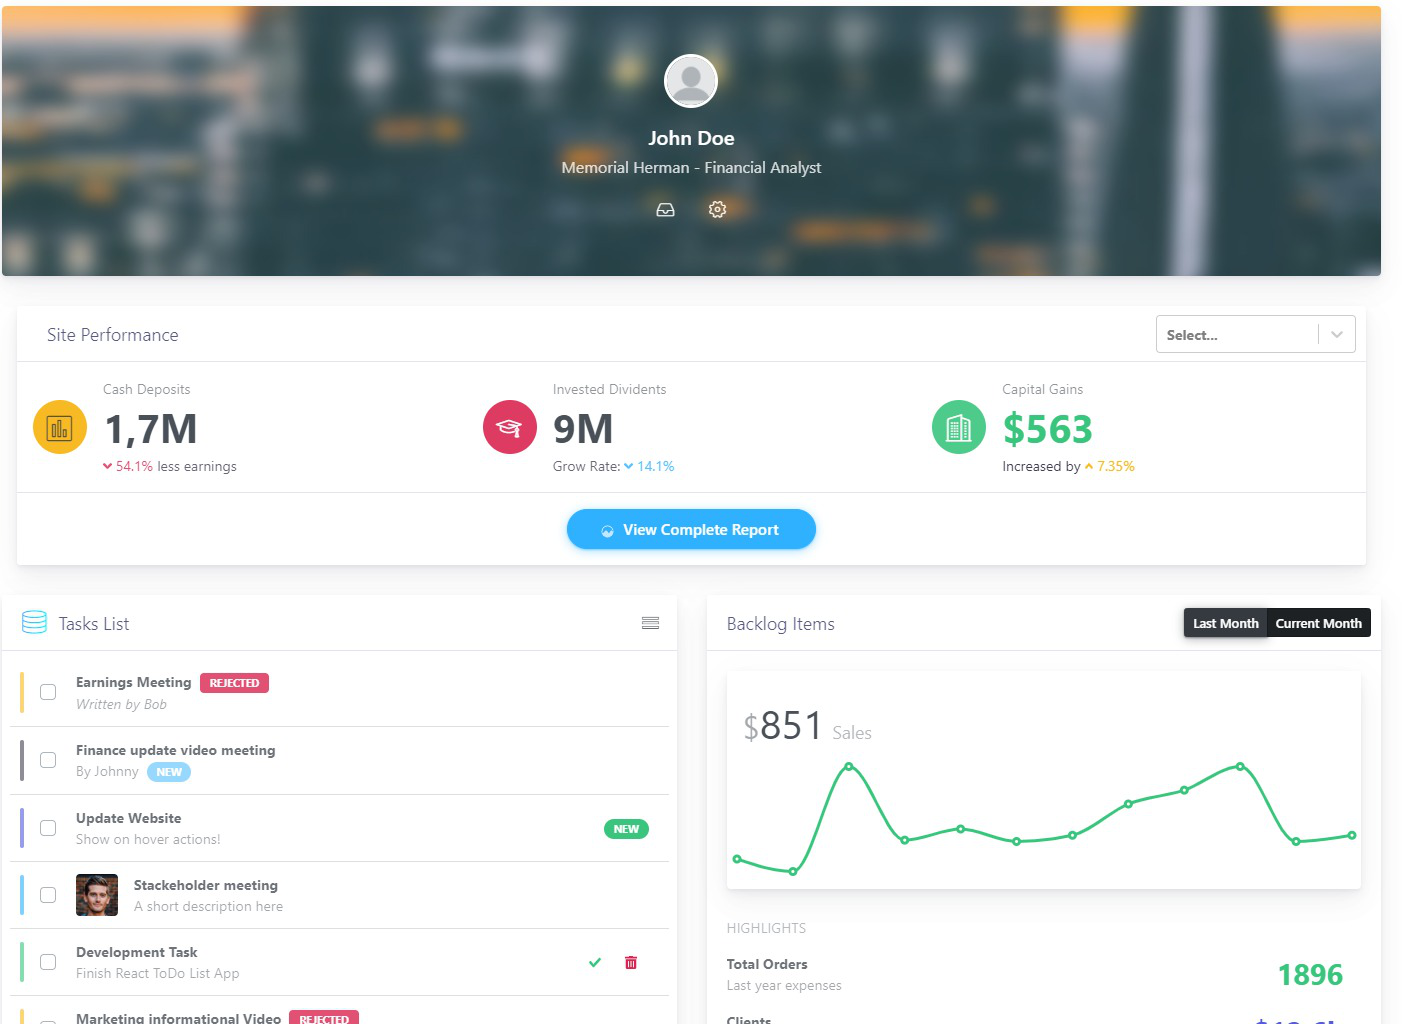 John Doe
Memorial Herman - Financial Analyst
Site Performance
Select...
Cash Deposits
1,7M
54.1% less earnings
Invested Dividents
9M
Grow Rate: 14.1%
Capital Gains
$563
Increased by 7.35%
View Complete Report
Tasks List
Earnings Meeting REJECTED
Written by Bob
Finance update video meeting
By Johnny NEW
Update Website
Show on hover actions!
NEW
Stackeholder meeting
A short description here
Development Task
Finish React ToDo List App
Marketing informational Video REJECTED
Backlog Items
Last Month Current Month
$851 Sales
HIGHLIGHTS
Total Orders
Last year expenses
1896
Clients